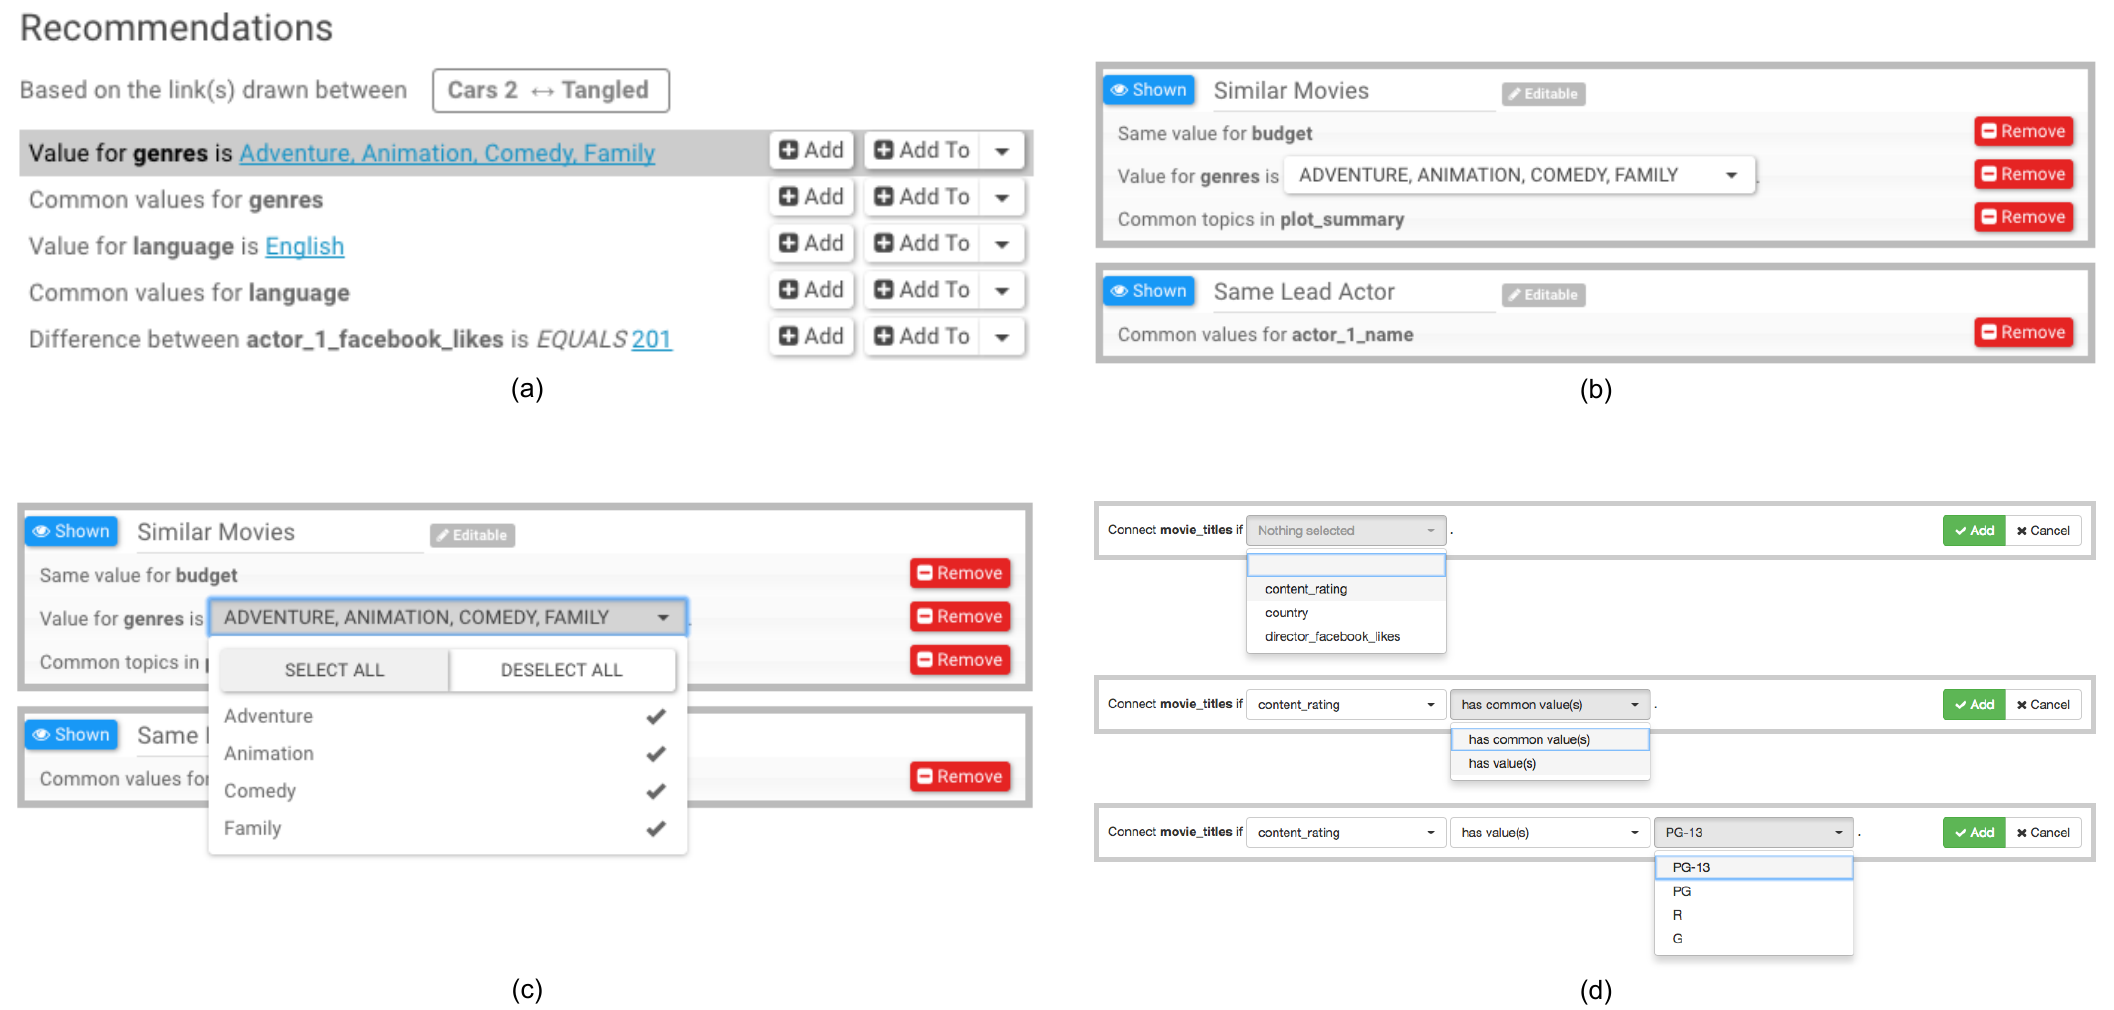 Recommendations
Based on the link(s) drawn between Cars 2 ↔ Tangled
Value for genres is Adventure, Animation, Comedy, Family Add Add To
Common values for genres Add Add To
Value for language is English Add Add To
Common values for language Add Add To
Difference between actor_1_facebook_likes is EQUALS 201 Add Add To
(a)
Shown Similar Movies Editable
Same value for budget Remove
Value for genres is ADVENTURE, ANIMATION, COMEDY, FAMILY . Remove
Common topics in plot_summary Remove
Shown Same Lead Actor Editable
Common values for actor_1_name Remove
(b)
Shown Similar Movies Editable
Same value for budget Remove
Value for genres is ADVENTURE, ANIMATION, COMEDY, FAMILY . Remove
Common topics in Remove
SELECT ALL DESELECT ALL
Shown Same
Common values for Remove
Adventure
Animation
Comedy
Family
(c)
Connect movie_titles if Nothing selected . Add Cancel
content_rating
country
director_facebook_likes
Connect movie_titles if content_rating has common value(s) . Add Cancel
has common value(s)
has value(s)
Connect movie_titles if content_rating has value(s) PG-13 . Add Cancel
PG-13
PG
R
G
(d)